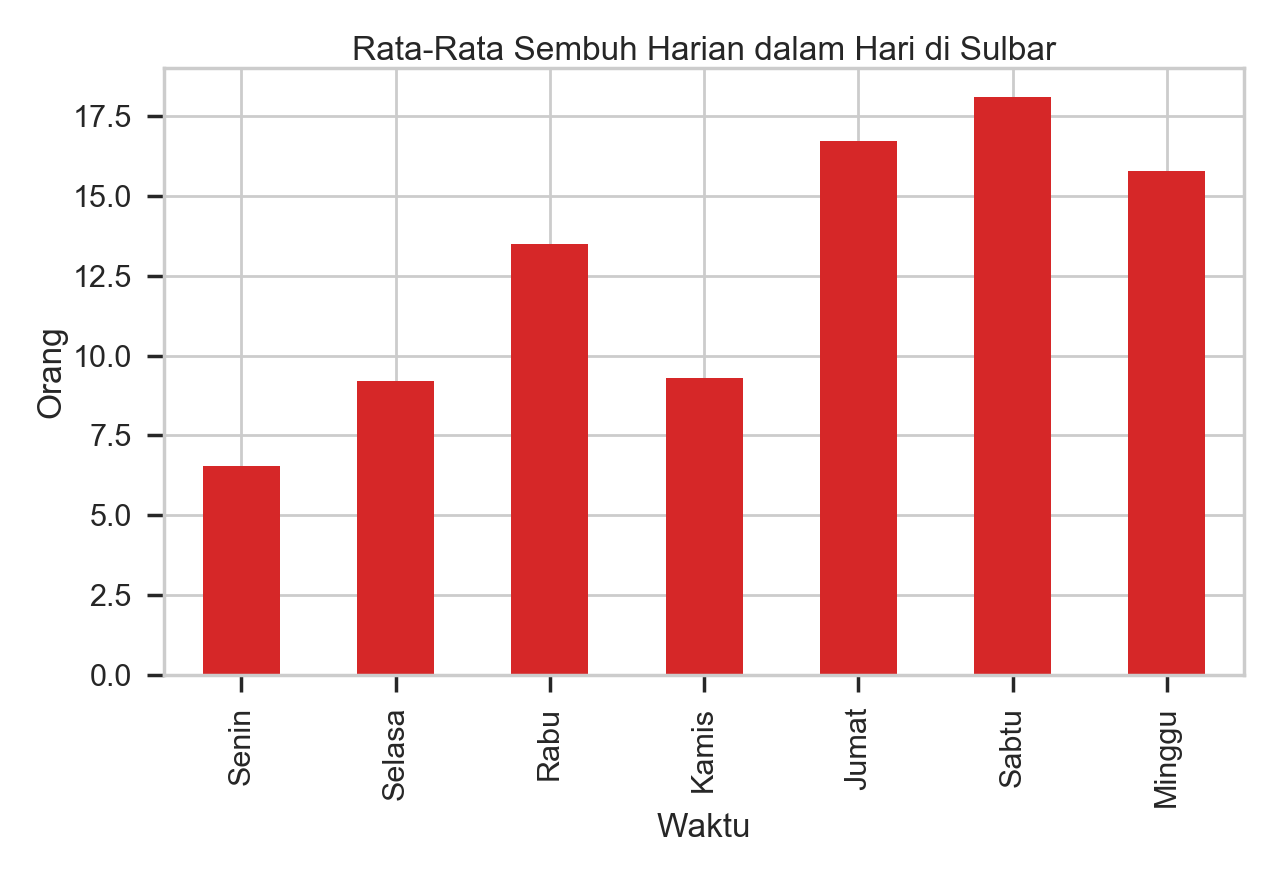 Rata-Rata Sembuh Harian dalam Hari di Sulbar
17.5
15.0
12.5
10.0
7.5
5.0
2.5
0.0
Orang
Senin
Selasa
Rabu
Kamis
Jumat
Sabtu
Minggu
Waktu